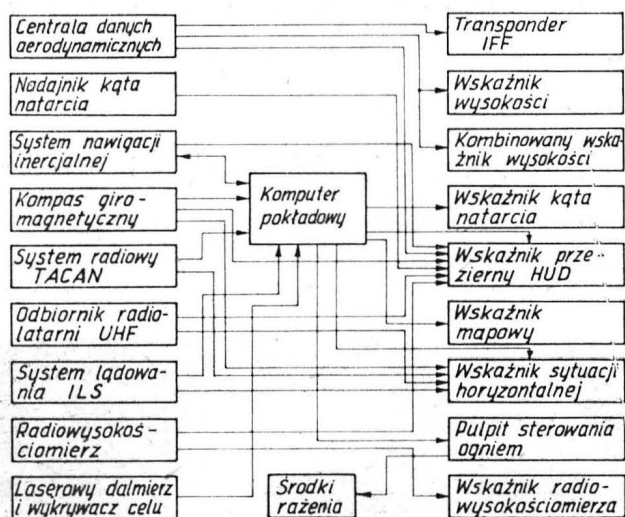 Centrala danych
aerodynamicznych
Nadajnik kąta
natarcia
System nawigacji
inercjalnej
Kompas giro-
magnetyczny
System radiowy
TACAN
Odbiornik radio-
latarni UHF
System lądowa-
nia ILS
Radiowysokoś-
ciomierz
Laserowy dalmierz
i wykrywacz celu
Komputer
pokładowy
Środki
rażenia
Transponder
IFF
Wskaźnik
wysokości
Kombinowany wska-
źnik wysokości
Wskaźnik kąta
natarcia
Wskaźnik prze-
zierny HUD
Wskaźnik
mapowy
Wskaźnik sytuacji
horyzontalnej
Pulpit sterowania
ogniem
Wskaźnik radio-
wysokościomierza